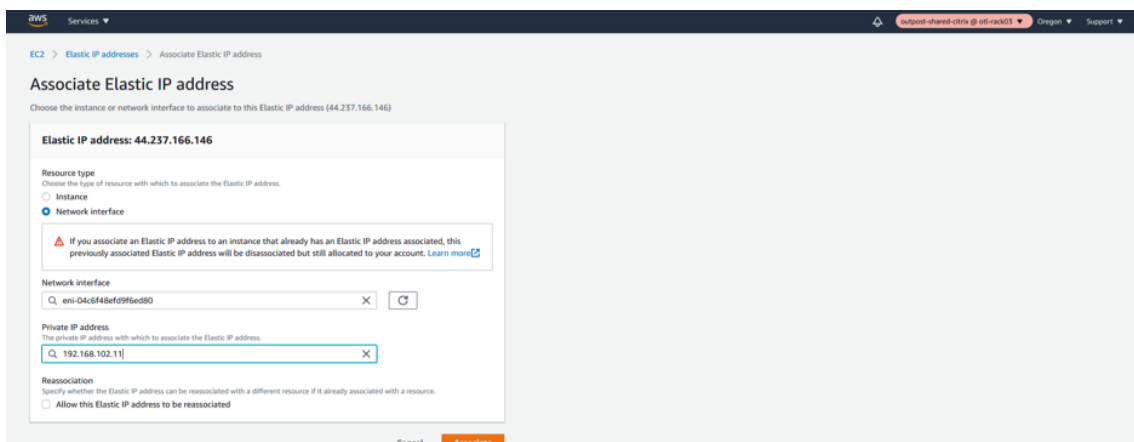 aws Services ▼ outpost-shared-citrix @ otl-rack03 ▼ Oregon ▼ Support ▼
EC2 > Elastic IP addresses > Associate Elastic IP address
Associate Elastic IP address
Choose the instance or network interface to associate to this Elastic IP address (44.237.166.146)
Elastic IP address: 44.237.166.146
Resource type
Choose the type of resource with which to associate the Elastic IP address.
Instance
Network interface
If you associate an Elastic IP address to an instance that already has an Elastic IP address associated, this
previously associated Elastic IP address will be disassociated but still allocated to your account. Learn more
Network interface
eni-04c6f48efd9f6ed80
Private IP address
The private IP address with which to associate the Elastic IP address.
192.168.102.11
Reassociation
Specify whether the Elastic IP address can be reassociated with a different resource if it already associated with a resource.
Allow this Elastic IP address to be reassociated
Cancel Associate